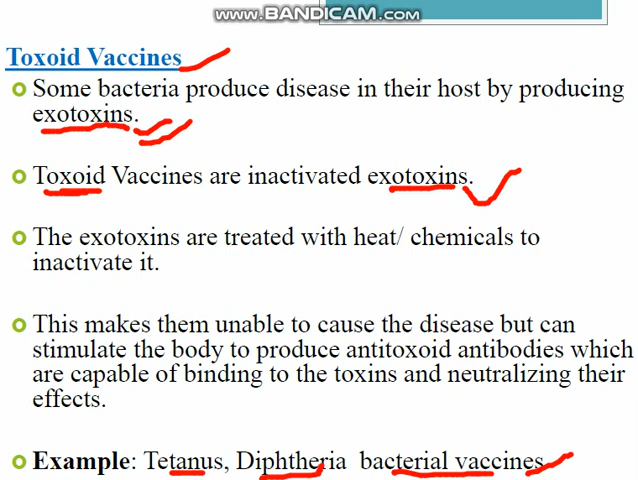 www.BANDICAM.com
Toxoid Vaccines
Some bacteria produce disease in their host by producing
exotoxins.
Toxoid Vaccines are inactivated exotoxins.
The exotoxins are treated with heat/ chemicals to
inactivate it.
This makes them unable to cause the disease but can
stimulate the body to produce antitoxoid antibodies which
are capable of binding to the toxins and neutralizing their
effects.
Example: Tetanus, Diphtheria bacterial vaccines